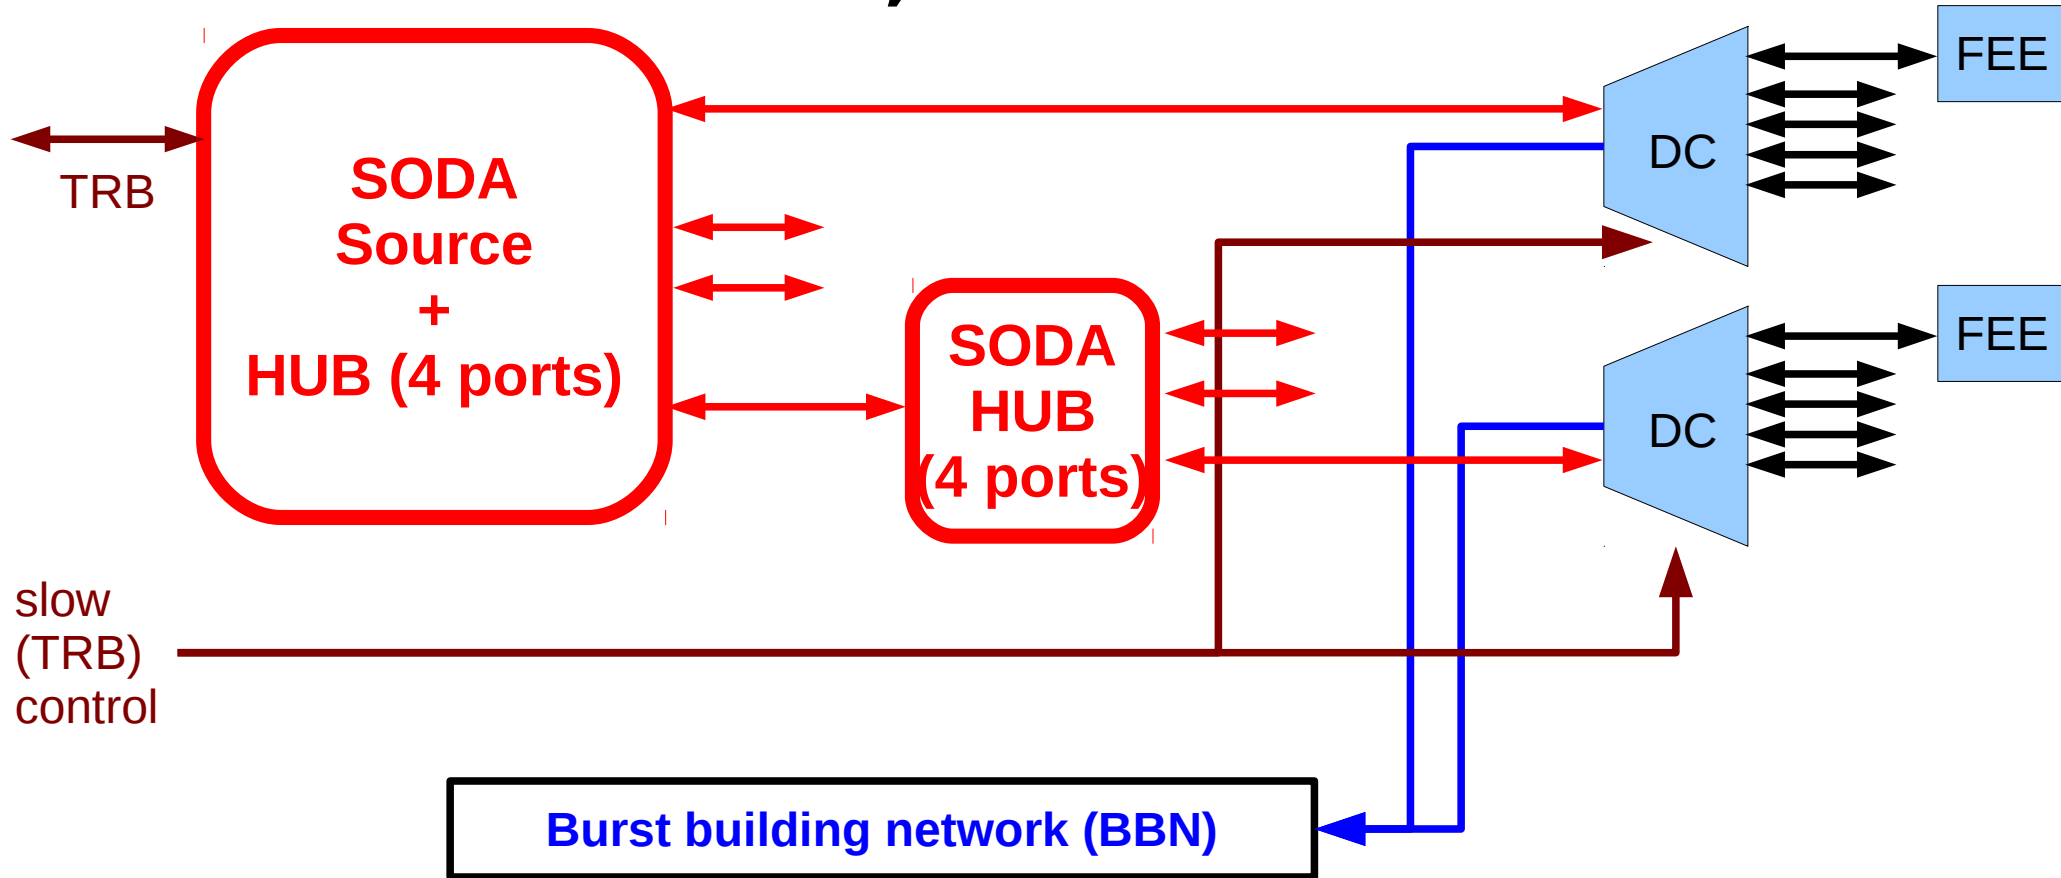 TRB
SODA
Source
+
HUB (4 ports)
SODA
HUB
(4 ports)
DC
FEE
DC
FEE
slow
(TRB)
control
Burst building network (BBN)